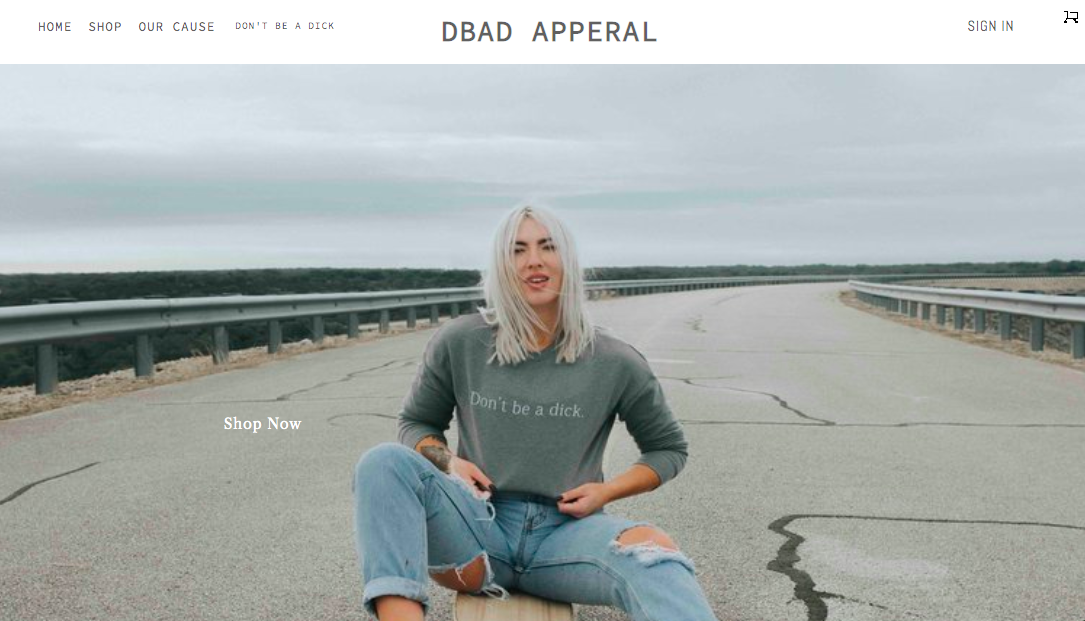 HOME SHOP OUR CAUSE DON'T BE A DICK DBAD APPERAL SIGN IN
Don't be a dick.
Shop Now